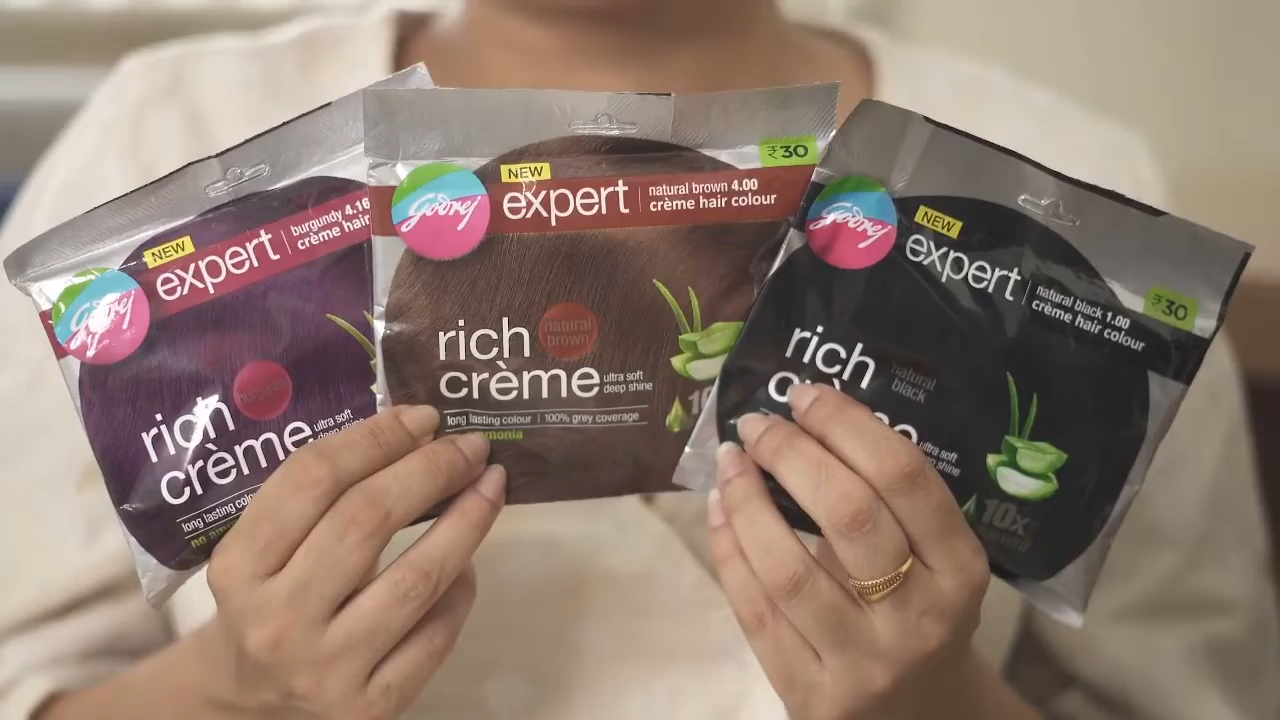 Godrej
NEW
expert
burgundy 4.16
crème hair
rich
crème
burgundy
ultra soft
deep shine
long lasting
no
Godrej
NEW
expert
natural brown 4.00
crème hair colour
₹30
rich
crème
natural
brown
ultra soft
deep shine
long lasting colour | 100% grey coverage
Godrej
NEW
expert
natural black 1.00
crème hair colour
₹30
rich
natural
black
ultra soft
shine
10x